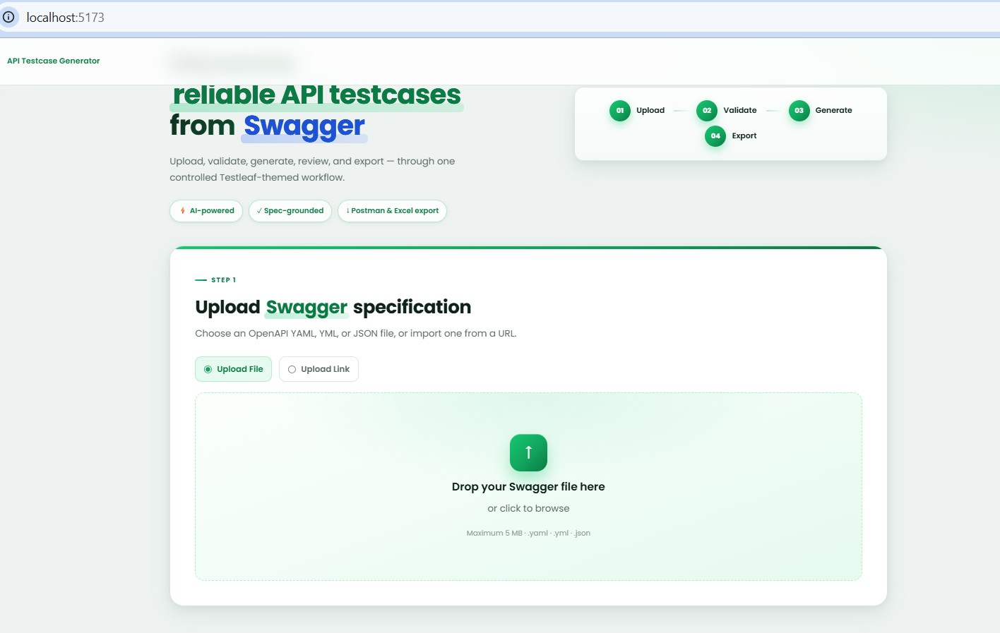 localhost:5173
API Testcase Generator
reliable API testcases
from Swagger
Upload, validate, generate, review, and export — through one
controlled Testleaf-themed workflow.
AI-powered
✓ Spec-grounded
↓ Postman & Excel export
01 Upload
02 Validate
03 Generate
04 Export
STEP 1
Upload Swagger specification
Choose an OpenAPI YAML, YML, or JSON file, or import one from a URL.
Upload File
Upload Link
↑
Drop your Swagger file here
or click to browse
Maximum 5 MB · .yaml · .yml · .json